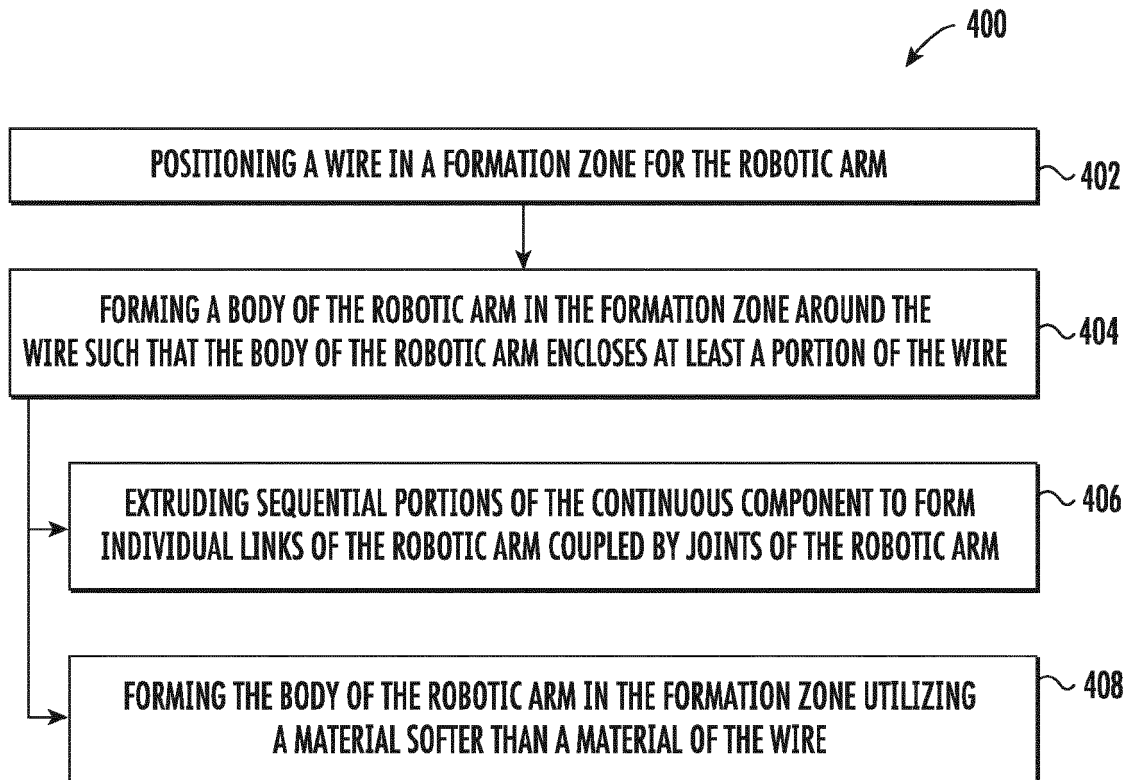 400
POSITIONING A WIRE IN A FORMATION ZONE FOR THE ROBOTIC ARM
402
FORMING A BODY OF THE ROBOTIC ARM IN THE FORMATION ZONE AROUND THE
WIRE SUCH THAT THE BODY OF THE ROBOTIC ARM ENCLOSES AT LEAST A PORTION OF THE WIRE
404
EXTRUDING SEQUENTIAL PORTIONS OF THE CONTINUOUS COMPONENT TO FORM
INDIVIDUAL LINKS OF THE ROBOTIC ARM COUPLED BY JOINTS OF THE ROBOTIC ARM
406
FORMING THE BODY OF THE ROBOTIC ARM IN THE FORMATION ZONE UTILIZING
A MATERIAL SOFTER THAN A MATERIAL OF THE WIRE
408